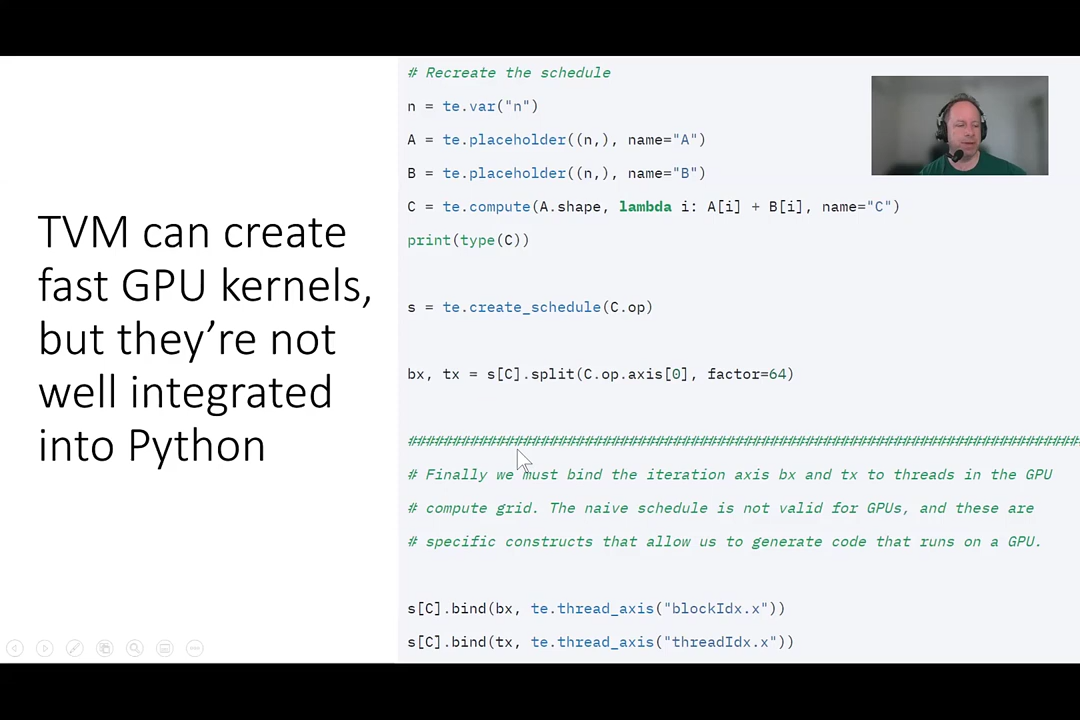 TVM can create
fast GPU kernels,
but they're not
well integrated
into Python
# Recreate the schedule
n = te.var("n")
A = te.placeholder((n,), name="A")
B = te.placeholder((n,), name="B")
C = te.compute(A.shape, lambda i: A[i] + B[i], name="C")
print(type(C))
s = te.create_schedule(C.op)
bx, tx = s[C].split(C.op.axis[0], factor=64)
################################################################################
# Finally we must bind the iteration axis bx and tx to threads in the GPU
# compute grid. The naive schedule is not valid for GPUs, and these are
# specific constructs that allow us to generate code that runs on a GPU.
s[C].bind(bx, te.thread_axis("blockIdx.x"))
s[C].bind(tx, te.thread_axis("threadIdx.x"))